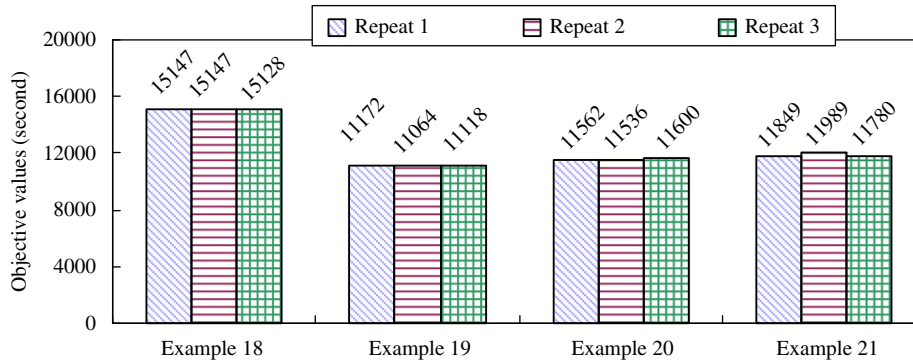 Repeat 1 Repeat 2 Repeat 3
Objective values (second)
20000
16000
12000
8000
4000
0
15147 15147 15128
11172 11064 11118
11562 11536 11600
11849 11989 11780
Example 18 Example 19 Example 20 Example 21